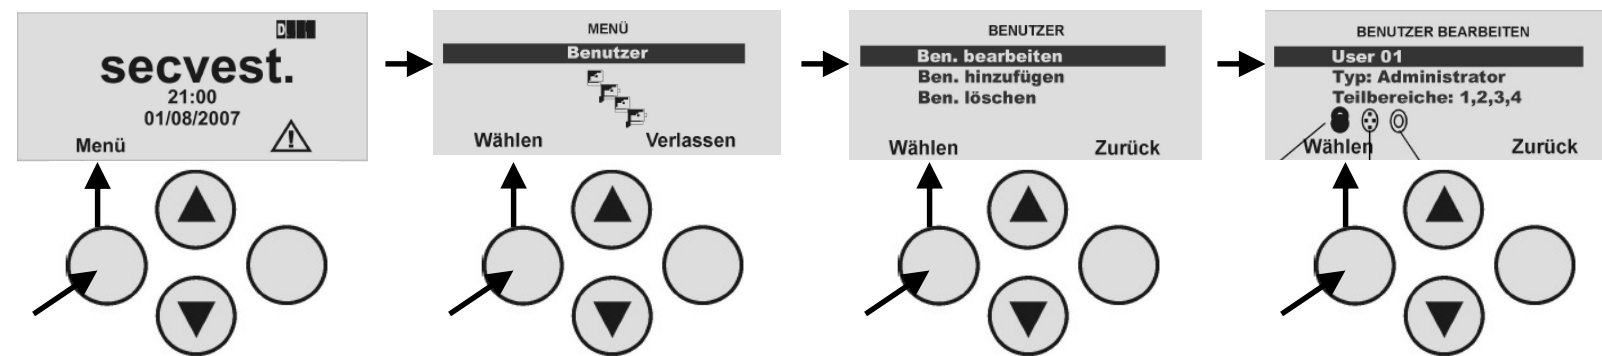 D
secvest.
21:00
01/08/2007
Menü
MENÜ
Benutzer
Wählen Verlassen
BENUTZER
Ben. bearbeiten
Ben. hinzufügen
Ben. löschen
Wählen Zurück
BENUTZER BEARBEITEN
User 01
Typ: Administrator
Teilbereiche: 1,2,3,4
Wählen Zurück